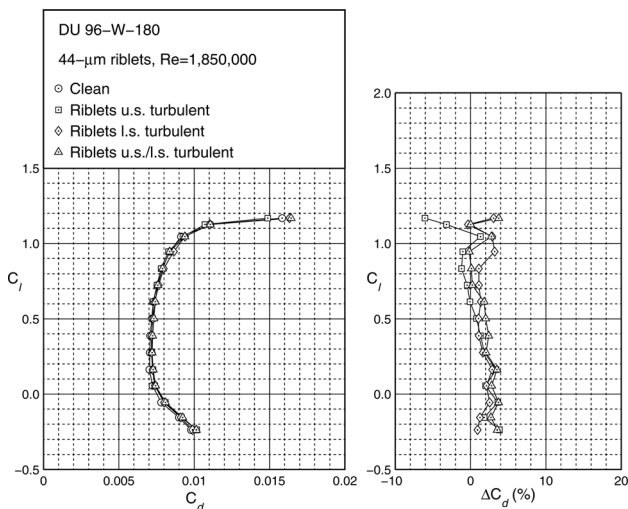 DU 96−W−180
44−μm riblets, Re=1,850,000
Clean
Riblets u.s. turbulent
Riblets l.s. turbulent
Riblets u.s./l.s. turbulent
1.5
1.0
0.5
0.0
−0.5
C_l
0
0.005
0.01
0.015
0.02
C_d
2.0
1.5
1.0
0.5
0.0
−0.5
C_l
−10
0
10
20
ΔC_d (%)